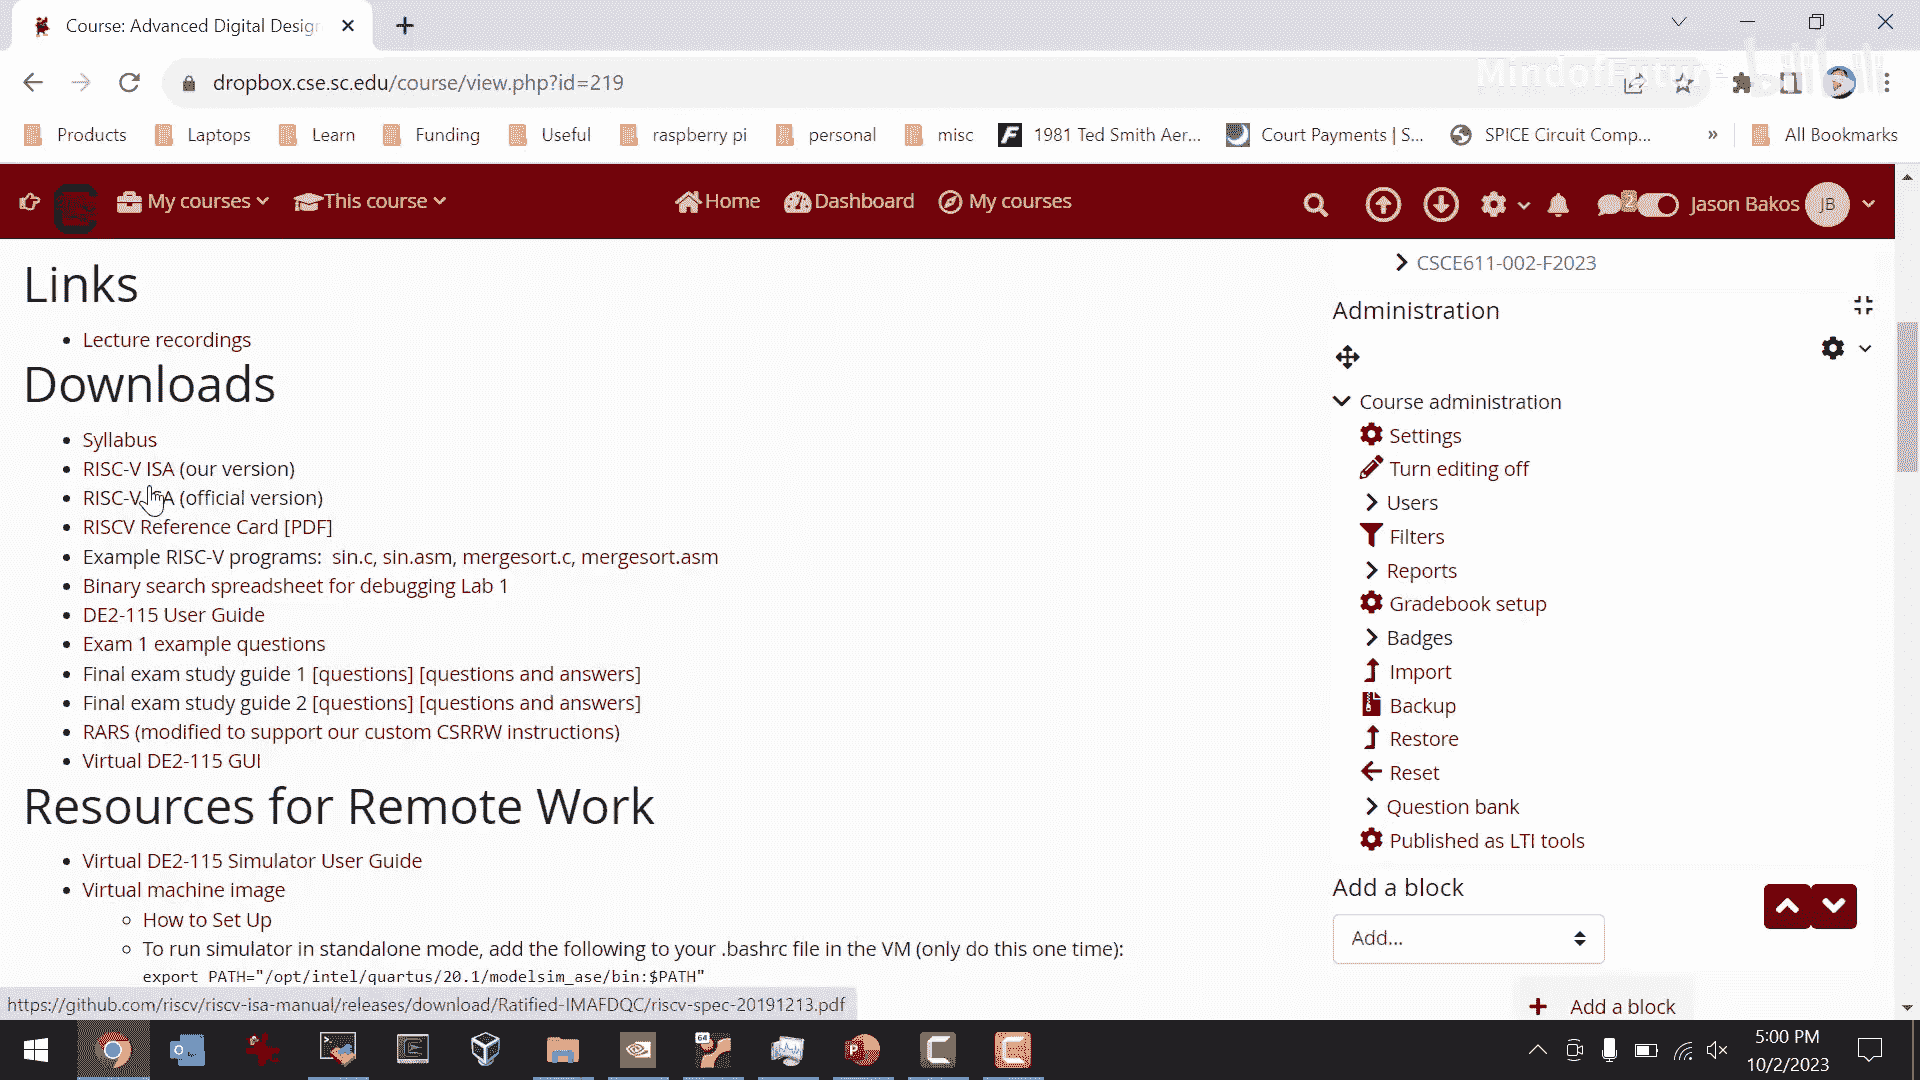 Course: Advanced Digital Design
dropbox.cse.sc.edu/course/view.php?id=219
MindofFuture
Products
Laptops
Learn
Funding
Useful
raspberry pi
personal
misc
1981 Ted Smith Aer...
Court Payments | S...
SPICE Circuit Comp...
»
All Bookmarks
My courses
This course
Home
Dashboard
My courses
2
Jason Bakos
JB
Links
Lecture recordings
Downloads
Syllabus
RISC-V ISA (our version)
RISC-V ISA (official version)
RISCV Reference Card [PDF]
Example RISC-V programs: sin.c, sin.asm, mergesort.c, mergesort.asm
Binary search spreadsheet for debugging Lab 1
DE2-115 User Guide
Exam 1 example questions
Final exam study guide 1 [questions] [questions and answers]
Final exam study guide 2 [questions] [questions and answers]
RARS (modified to support our custom CSRRW instructions)
Virtual DE2-115 GUI
Resources for Remote Work
Virtual DE2-115 Simulator User Guide
Virtual machine image
How to Set Up
To run simulator in standalone mode, add the following to your .bashrc file in the VM (only do this one time):
export PATH="/opt/intel/quartus/20.1/modelsim_ase/bin:$PATH"
https://github.com/riscv/riscv-isa-manual/releases/download/Ratified-IMAFDQC/riscv-spec-20191213.pdf
CSCE611-002-F2023
Administration
Course administration
Settings
Turn editing off
Users
Filters
Reports
Gradebook setup
Badges
Import
Backup
Restore
Reset
Question bank
Published as LTI tools
Add a block
Add...
Add a block
64
5:00 PM
10/2/2023